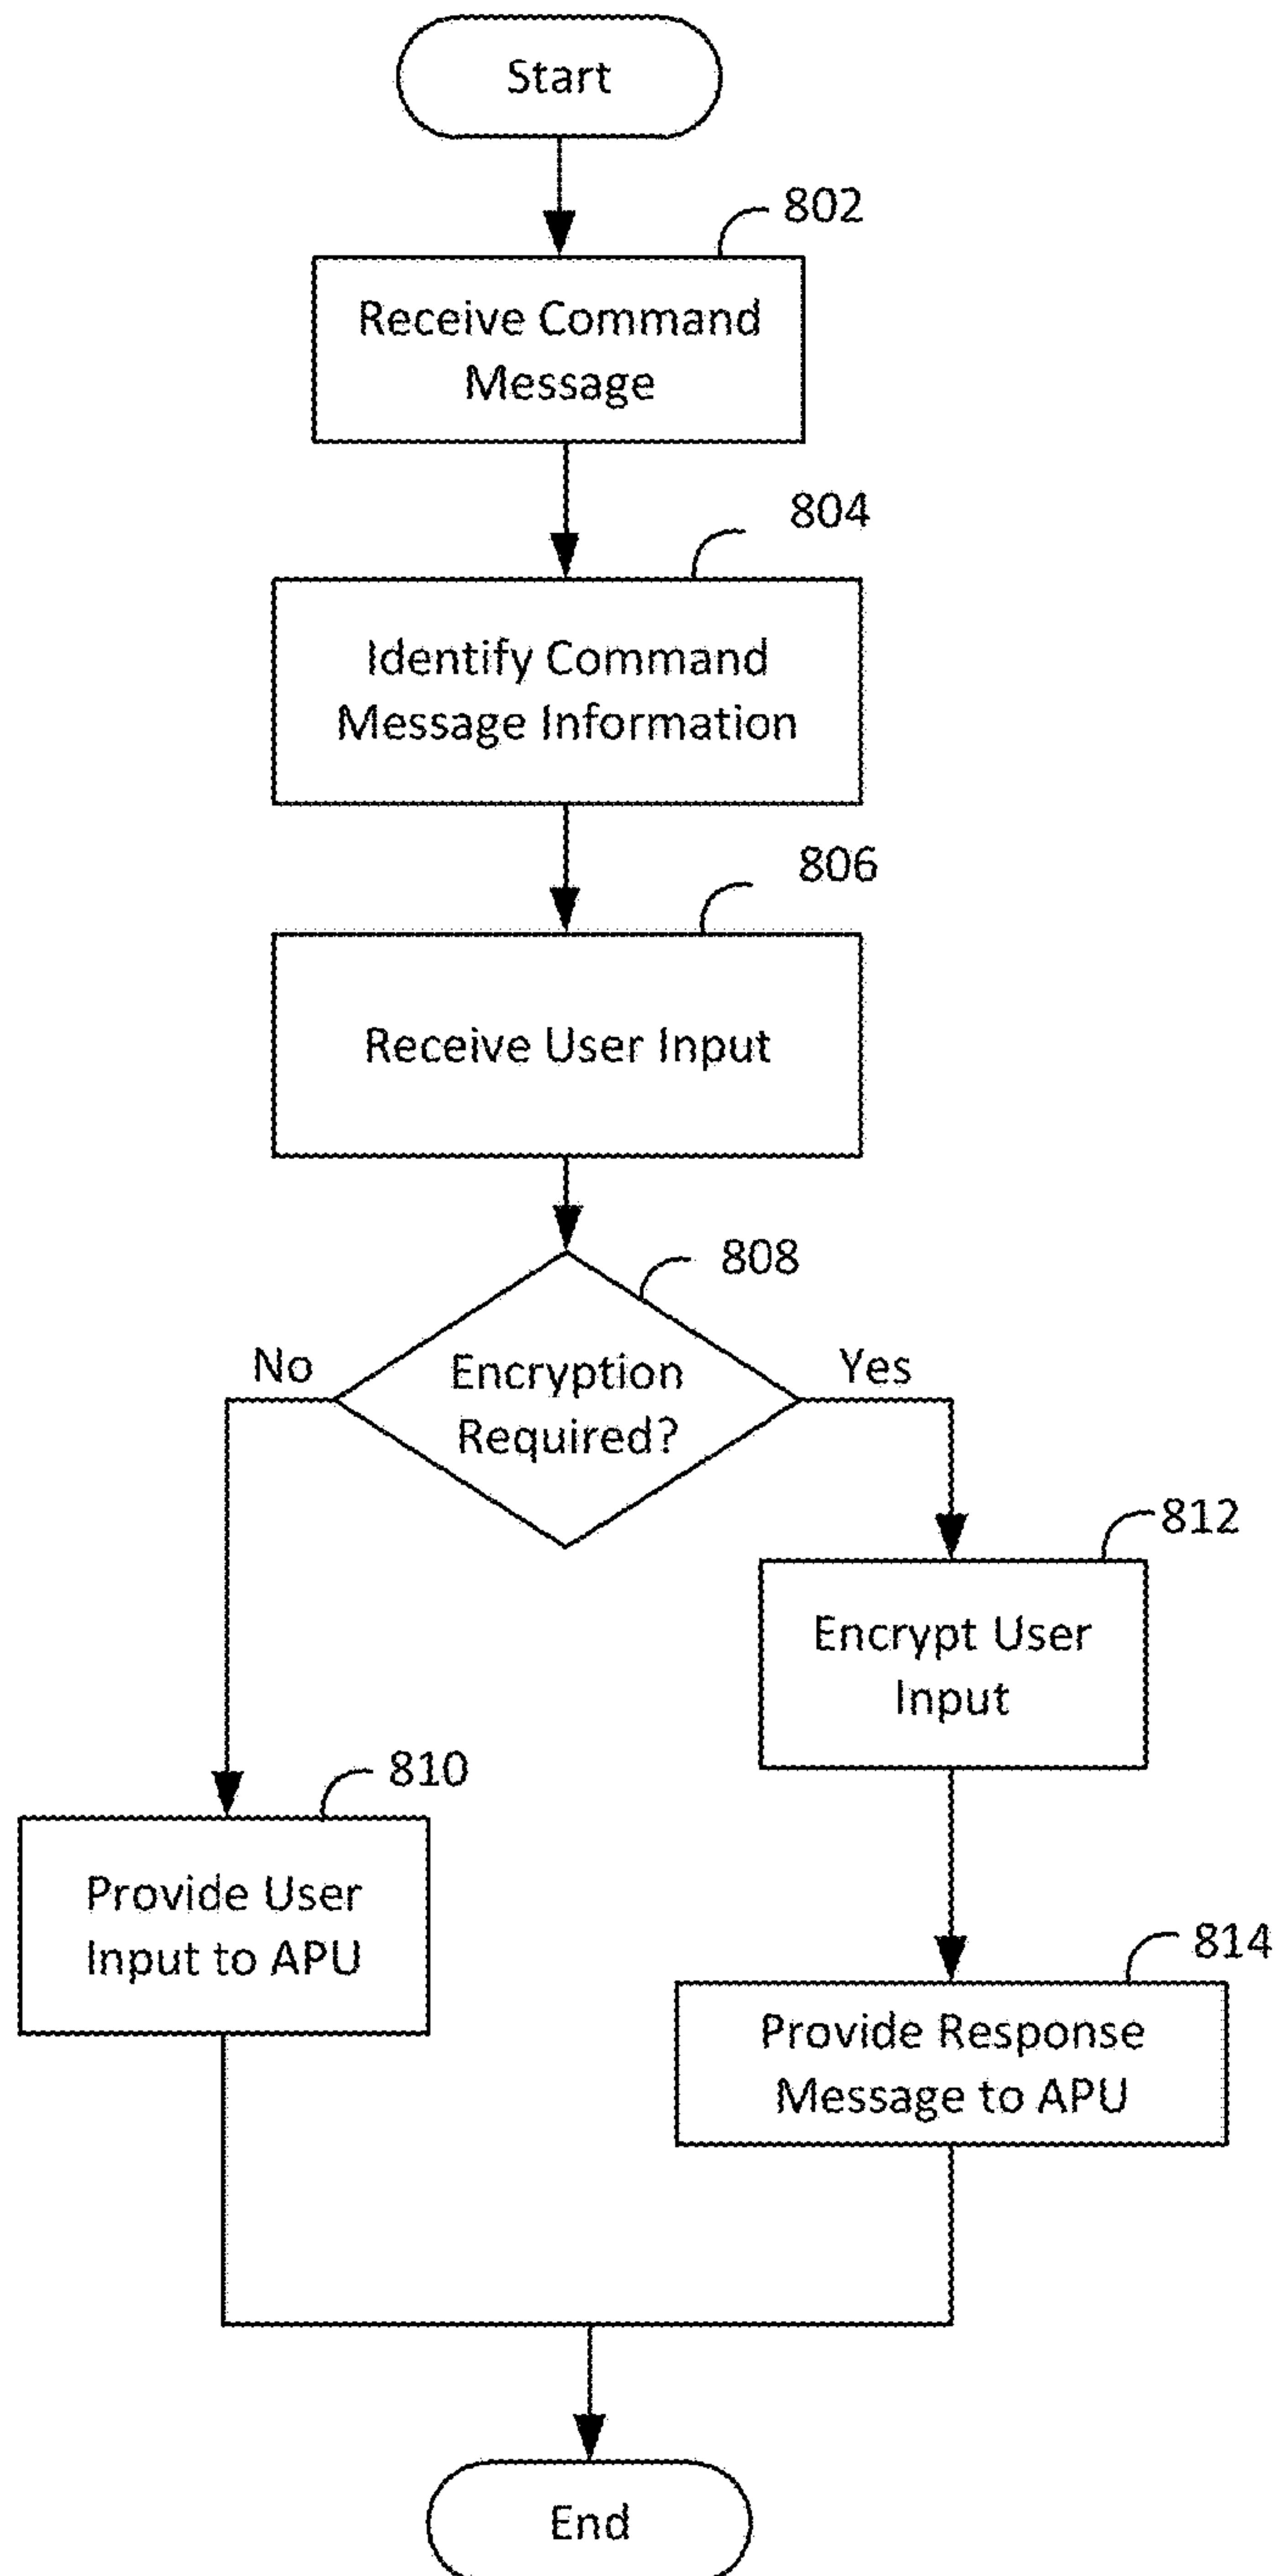 Start
802
Receive Command
Message
804
Identify Command
Message Information
806
Receive User Input
808
No
Yes
Encryption
Required?
812
Encrypt User
Input
810
Provide User
Input to APU
814
Provide Response
Message to APU
End